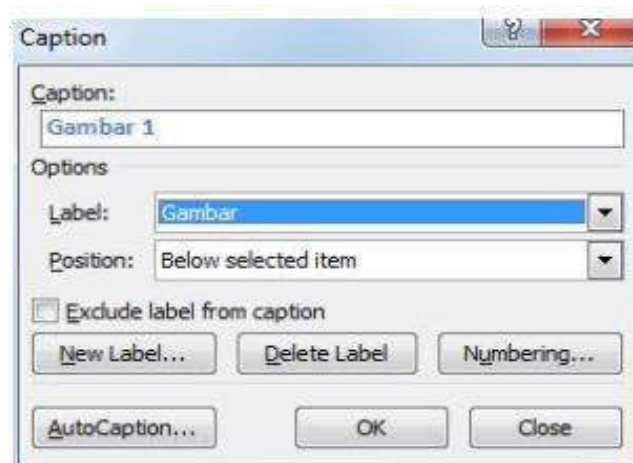 Caption
Caption:
Gambar 1
Options
Label: Gambar
Position: Below selected item
Exclude label from caption
New Label... Delete Label Numbering...
AutoCaption... OK Close